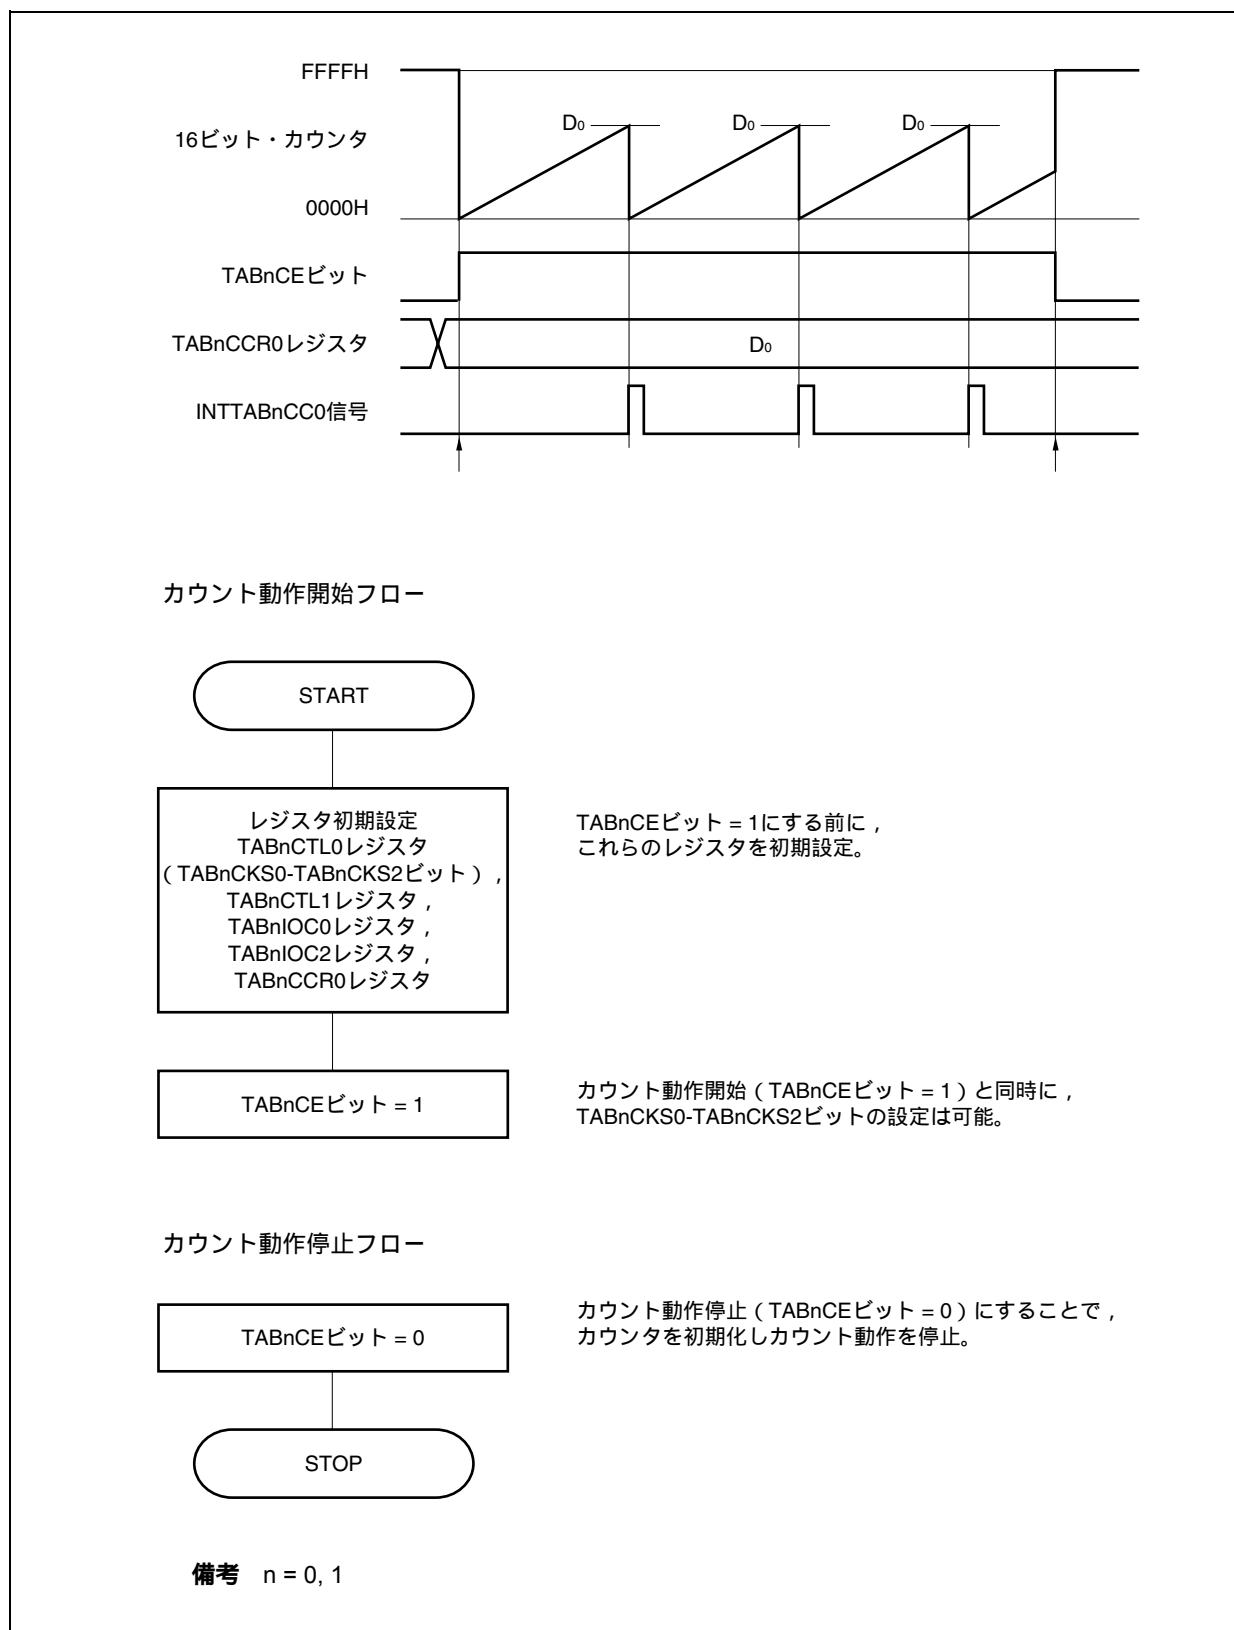 FFFFH
16ビット・カウンタ
D0 D0 D0
0000H
TABnCEビット
TABnCCR0レジスタ
D0
INTTABnCC0信号
カウント動作開始フロー
START
レジスタ初期設定
TABnCTL0レジスタ
（TABnCKS0-TABnCKS2ビット），
TABnCTL1レジスタ，
TABnIOC0レジスタ，
TABnIOC2レジスタ，
TABnCCR0レジスタ
TABnCEビット = 1にする前に，
これらのレジスタを初期設定。
TABnCEビット = 1
カウント動作開始（TABnCEビット = 1）と同時に，
TABnCKS0-TABnCKS2ビットの設定は可能。
カウント動作停止フロー
TABnCEビット = 0
カウント動作停止（TABnCEビット = 0）にすることで，
カウンタを初期化しカウント動作を停止。
STOP
備考 n = 0, 1